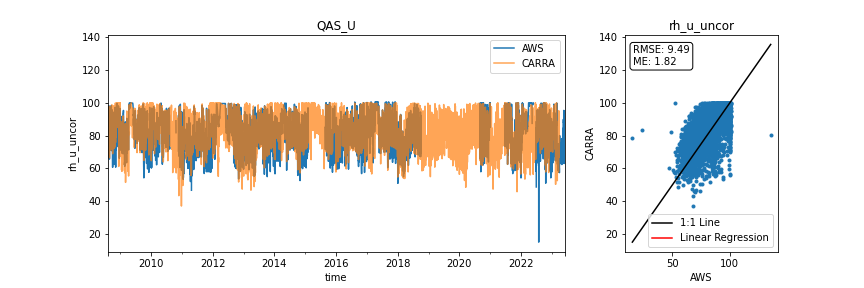 QAS_U
rh_u_uncor
140
120
100
80
60
40
20
rh_u_uncor
2010
2012
2014
2016
2018
2020
2022
time
AWS
CARRA
rh_u_uncor
140
120
100
80
60
40
20
CARRA
RMSE: 9.49
ME: 1.82
1:1 Line
Linear Regression
50
100
AWS